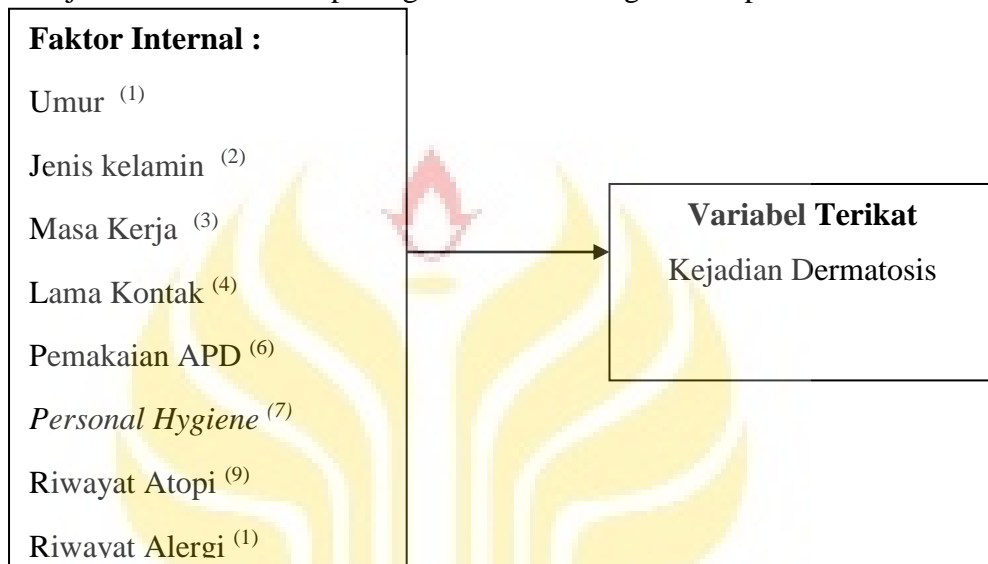 Faktor Internal :
Umur (1)
Jenis kelamin (2)
Masa Kerja (3)
Lama Kontak (4)
Pemakaian APD (6)
Personal Hygiene (7)
Riwayat Atopi (9)
Riwayat Alergi (1)
Variabel Terikat
Kejadian Dermatosis